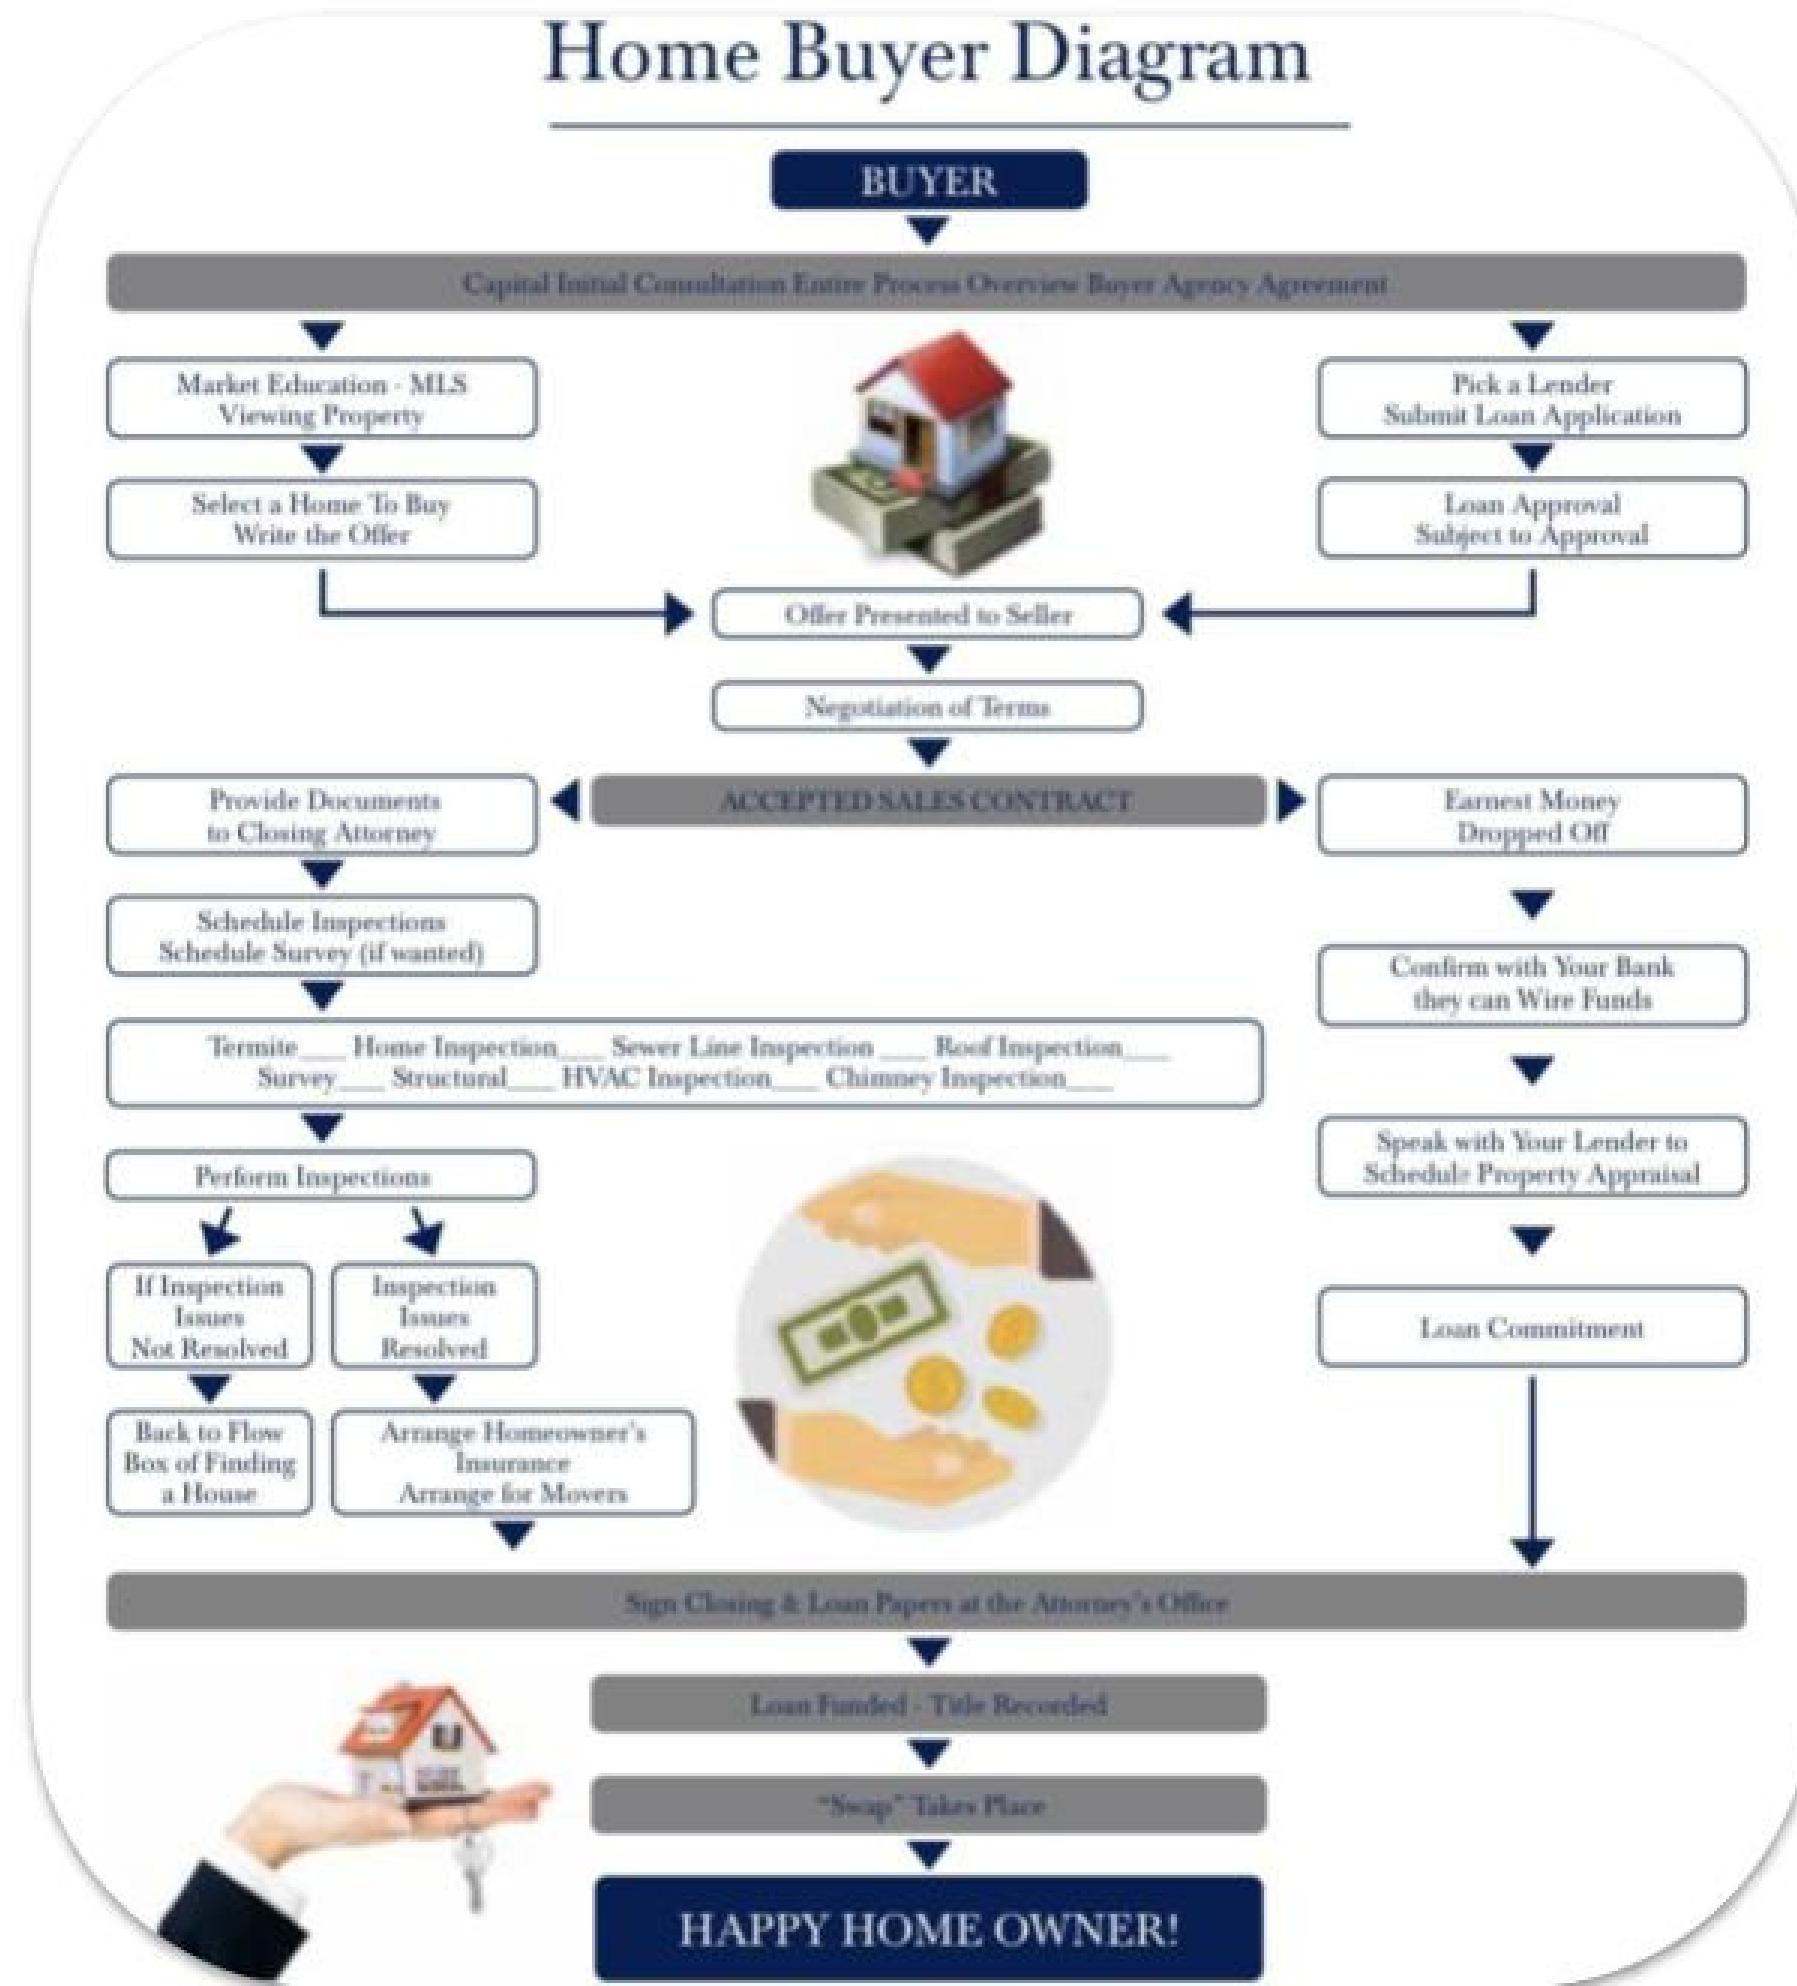 Home Buyer Diagram
BUYER
Capital Initial Consultation Entire Process Overview Buyer Agency Agreement
Market Education - MLS
Viewing Property
Pick a Lender
Submit Loan Application
Select a Home To Buy
Write the Offer
Loan Approval
Subject to Approval
Offer Presented to Seller
Negotiation of Terms
ACCEPTED SALES CONTRACT
Provide Documents
to Closing Attorney
Earnest Money
Dropped Off
Schedule Inspections
Schedule Survey (if wanted)
Confirm with Your Bank
they can Wire Funds
Termite___ Home Inspection___ Sewer Line Inspection ___ Roof Inspection___
Survey___ Structural___ HVAC Inspection___ Chimney Inspection___
Speak with Your Lender to
Schedule Property Appraisal
Perform Inspections
If Inspection
Issues
Not Resolved
Inspection
Issues
Resolved
Loan Commitment
Back to Flow
Box of Finding
a House
Arrange Homeowner's
Insurance
Arrange for Movers
Sign Closing & Loan Papers at the Attorney's Office
Loan Funded - Title Recorded
"Swap" Takes Place
HAPPY HOME OWNER!